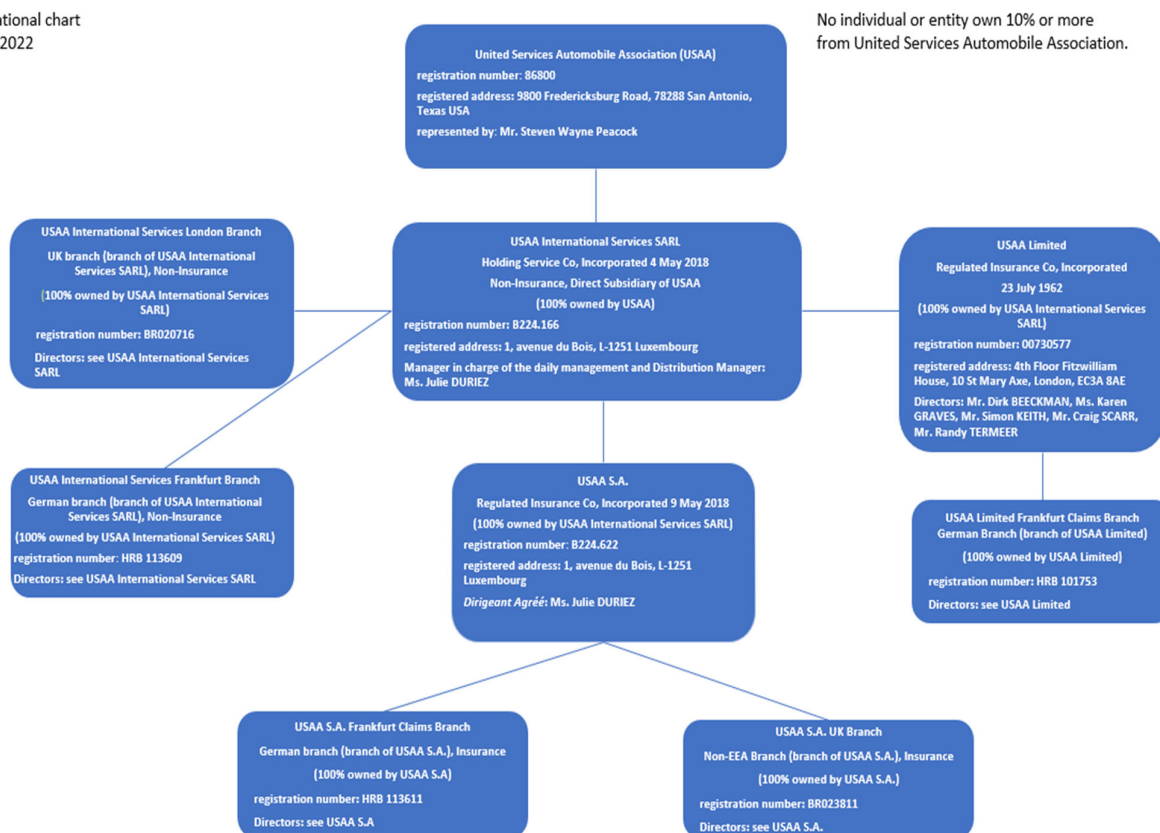 tional chart
2022
No individual or entity own 10% or more
from United Services Automobile Association.
United Services Automobile Association (USAA)
registration number: 86800
registered address: 9800 Fredericksburg Road, 78288 San Antonio,
Texas USA
represented by: Mr. Steven Wayne Peacock
USAA International Services London Branch
UK branch (branch of USAA International
Services SARL), Non-Insurance
(100% owned by USAA International Services
SARL)
registration number: BR020716
Directors: see USAA International Services
SARL
USAA International Services SARL
Holding Service Co, Incorporated 4 May 2018
Non-Insurance, Direct Subsidiary of USAA
(100% owned by USAA)
registration number: B224.166
registered address: 1, avenue du Bois, L-1251 Luxembourg
Manager in charge of the daily management and Distribution Manager:
Ms. Julie DURIEZ
USAA Limited
Regulated Insurance Co, Incorporated
23 July 1962
(100% owned by USAA International Services
SARL)
registration number: 00730577
registered address: 4th Floor Fitzwilliam
House, 10 St Mary Axe, London, EC3A 8AE
Directors: Mr. Dirk BEECKMAN, Ms. Karen
GRAVES, Mr. Simon KEITH, Mr. Craig SCARR,
Mr. Randy TERMEER
USAA International Services Frankfurt Branch
German branch (branch of USAA International
Services SARL), Non-Insurance
(100% owned by USAA International Services SARL)
registration number: HRB 113609
Directors: see USAA International Services SARL
USAA S.A.
Regulated Insurance Co, Incorporated 9 May 2018
(100% owned by USAA International Services SARL)
registration number: B224.622
registered address: 1, avenue du Bois, L-1251
Luxembourg
Dirigeant Agréé: Ms. Julie DURIEZ
USAA Limited Frankfurt Claims Branch
German Branch (branch of USAA Limited)
(100% owned by USAA Limited)
registration number: HRB 101753
Directors: see USAA Limited
USAA S.A. Frankfurt Claims Branch
German branch (branch of USAA S.A.), Insurance
(100% owned by USAA S.A)
registration number: HRB 113611
Directors: see USAA S.A
USAA S.A. UK Branch
Non-EEA Branch (branch of USAA S.A.), Insurance
(100% owned by USAA S.A.)
registration number: BR023811
Directors: see USAA S.A.